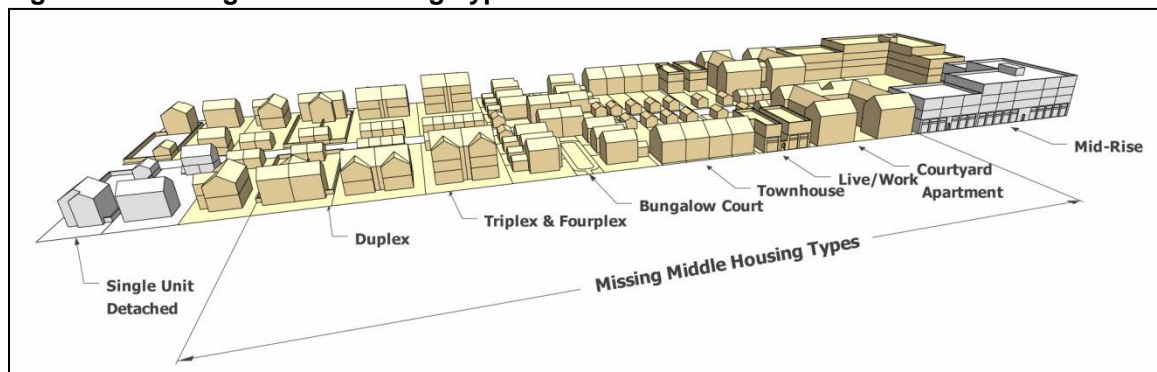 Mid-Rise
Courtyard
Apartment
Live/Work
Townhouse
Bungalow Court
Triplex & Fourplex
Duplex
Single Unit
Detached
Missing Middle Housing Types